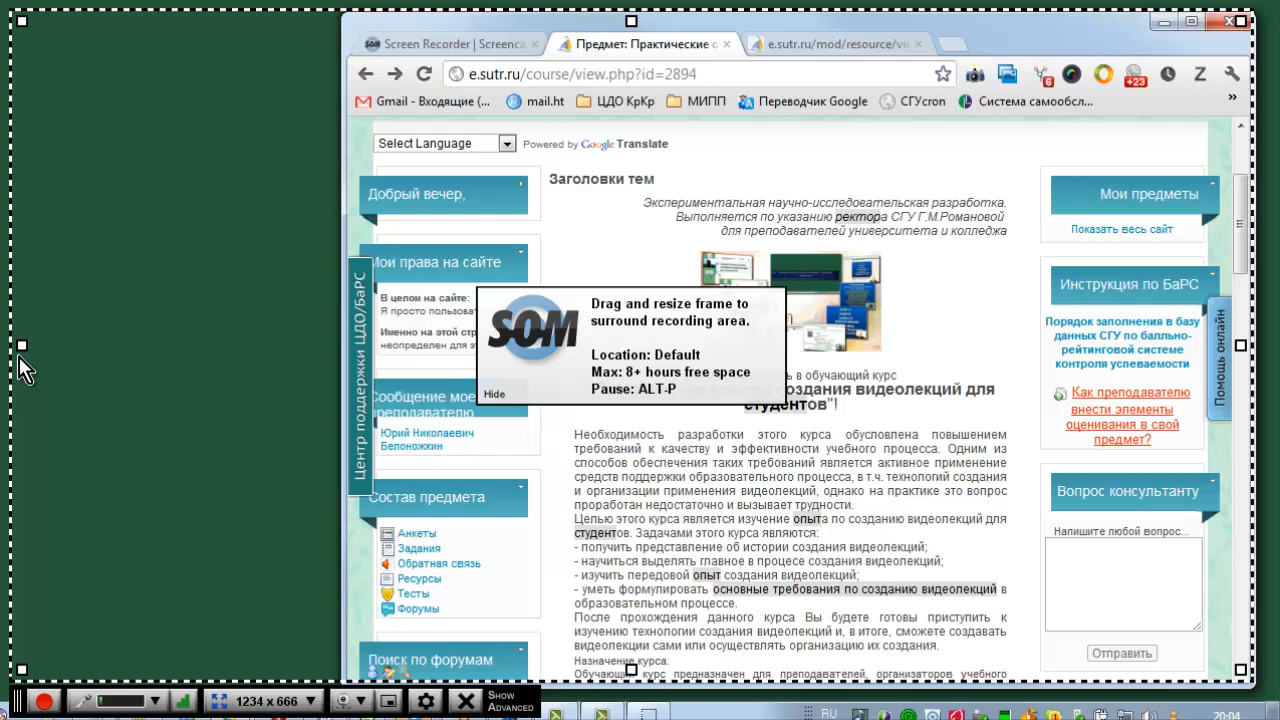 Screen Recorder | Screenca
Предмет: Практические о
e.sutr.ru/mod/resource/vi
e.sutr.ru/course/view.php?id=2894
6
+23
Gmail - Входящие (...
mail.ht
ЦДО КрКр
МИПП
Переводчик Google
СГУcron
Система самообсл...
»
Select Language
Powered by Google Translate
Добрый вечер,
Мои права на сайте
В целом на сайте:
Я просто пользоват
Именно на этой стр
неопределен для эт
Сообщение мое
преподавателю
Юрий Николаевич
Белоножкин
Состав предмета
Анкеты
Задания
Обратная связь
Ресурсы
Тесты
Форумы
Поиск по форумам
Центр поддержки ЦДО/БаРС
Заголовки тем
Экспериментальная научно-исследовательская разработка.
Выполняется по указанию ректора СГУ Г.М.Романовой
для преподавателей университета и колледжа
SOM
Drag and resize frame to
surround recording area.
Location: Default
Max: 8+ hours free space
Pause: ALT-P
Hide
в обучающий курс
создания видеолекций для
студентов"!
Необходимость разработки этого курса обусловлена повышением
требований к качеству и эффективности учебного процесса. Одним из
способов обеспечения таких требований является активное применение
средств поддержки образовательного процесса, в т.ч. технологий создания
и организации применения видеолекций, однако на практике это вопрос
проработан недостаточно и вызывает трудности.
Целью этого курса является изучение опыта по созданию видеолекций для
студентов. Задачами этого курса являются:
- получить представление об истории создания видеолекций;
- научиться выделять главное в процесе создания видеолекций;
- изучить передовой опыт создания видеолекций;
- уметь формулировать основные требования по созданию видеолекций в
образовательном процессе.
После прохождения данного курса Вы будете готовы приступить к
изучению технологии создания видеолекций и, в итоге, сможете создавать
видеолекции сами или осуществлять организацию их создания.
Назначение курса:
Обучающий курс предназначен для преподавателей, организаторов учебного
Мои предметы
Показать весь сайт
Инструкция по БаРС
Порядок заполнения в базу
данных СГУ по балльно-
рейтинговой системе
контроля успеваемости
Как преподавателю
внести элементы
оценивания в свой
предмет?
Вопрос консультанту
Напишите любой вопрос...
Отправить
Помощь онлайн
1234 x 666
SHOW
ADVANCED
RU
20:04